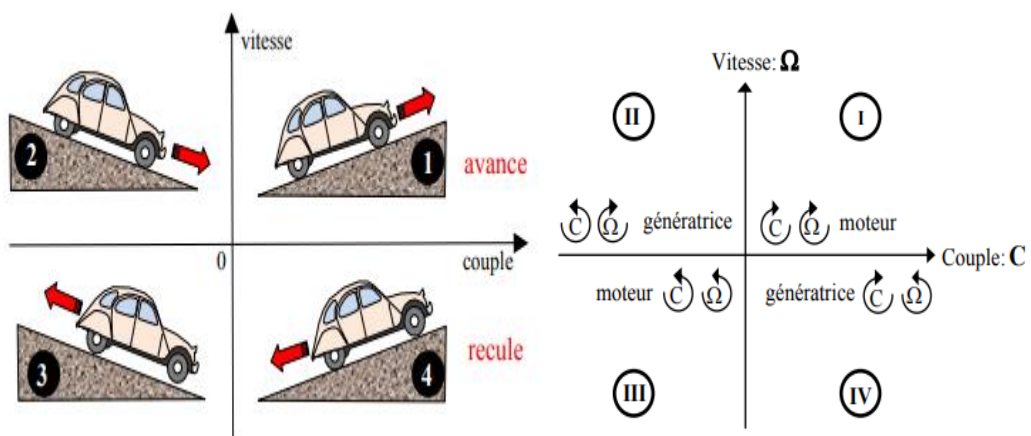 vitesse
2
1
avance
0
couple
3
4
recule
Vitesse: Ω
II
I
C Ω génératrice
C Ω moteur
Couple: C
moteur C Ω
génératrice C Ω
III
IV